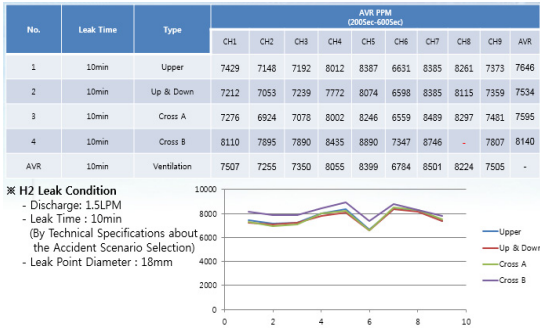 No. Leak Time Type AVR PPM
(200Sec-600Sec)
CH1 CH2 CH3 CH4 CH5 CH6 CH7 CH8 CH9 AVR
1 10min Upper 7429 7148 7192 8012 8387 6631 8385 8261 7373 7646
2 10min Up & Down 7212 7053 7239 7772 8074 6598 8385 8115 7359 7534
3 10min Cross A 7276 6924 7078 8002 8246 6559 8489 8297 7481 7595
4 10min Cross B 8110 7895 7890 8435 8890 7347 8746 - 7807 8140
AVR 10min Ventilation 7507 7255 7350 8055 8399 6784 8501 8224 7505 -
※ H2 Leak Condition
- Discharge: 1.5LPM
- Leak Time : 10min
(By Technical Specifications about
the Accident Scenario Selection)
- Leak Point Diameter : 18mm
10000
8000
6000
4000
2000
0
0 2 4 6 8 10
Upper
Up & Down
Cross A
Cross B